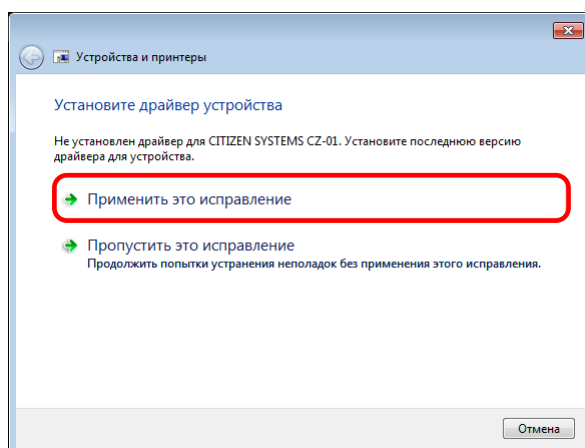 Устройства и принтеры
Установите драйвер устройства
Не установлен драйвер для CITIZEN SYSTEMS CZ-01. Установите последнюю версию
драйвера для устройства.
Применить это исправление
Пропустить это исправление
Продолжить попытки устранения неполадок без применения этого исправления.
Отмена